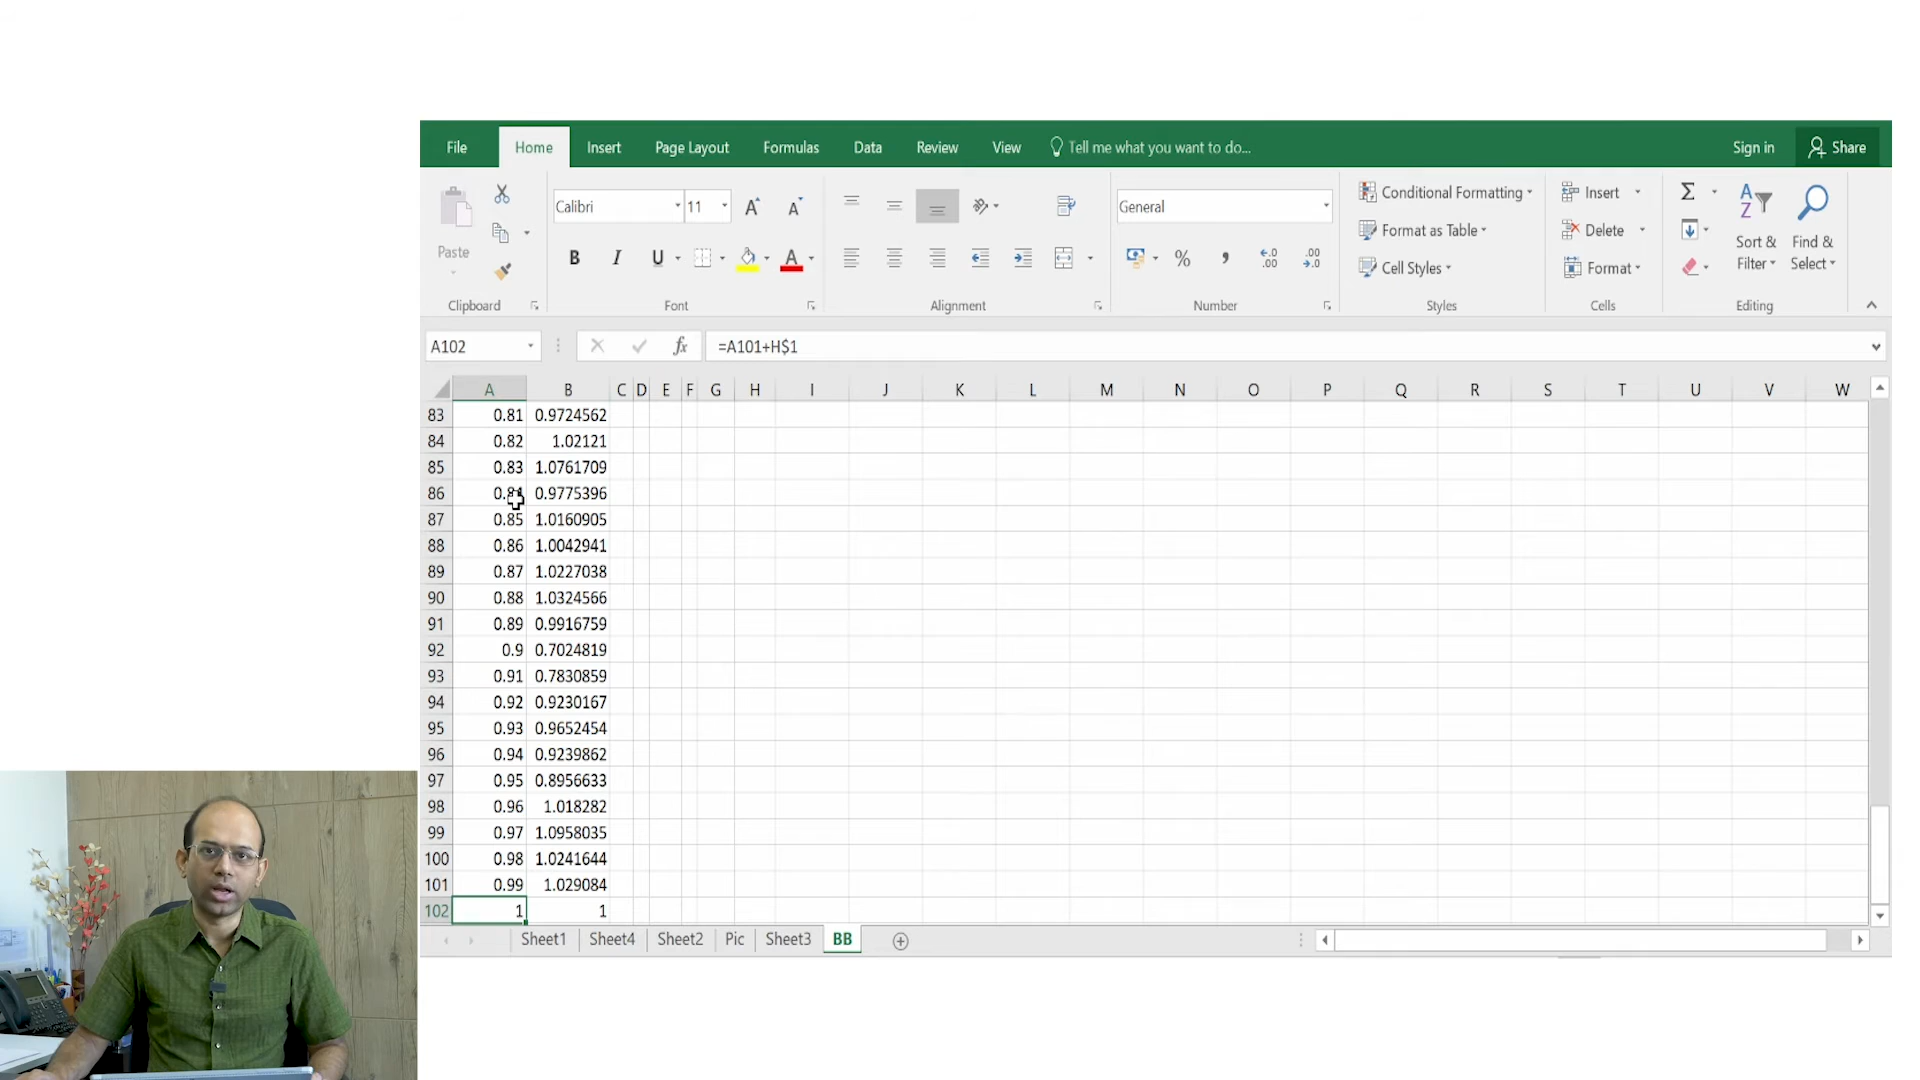 File Home Insert Page Layout Formulas Data Review View Tell me what you want to do... Sign in Share
Calibri 11 General Conditional Formatting Insert Σ
Paste Format as Table Delete Sort & Filter Find & Select
B I U A % , Cell Styles Format
Clipboard Font Alignment Number Styles Cells Editing
A102 fx =A101+H$1
A B C D E F G H I J K L M N O P Q R S T U V W
83 0.81 0.9724562
84 0.82 1.02121
85 0.83 1.0761709
86 0.9775396
87 0.85 1.0160905
88 0.86 1.0042941
89 0.87 1.0227038
90 0.88 1.0324566
91 0.89 0.9916759
92 0.9 0.7024819
93 0.91 0.7830859
94 0.92 0.9230167
95 0.93 0.9652454
96 0.94 0.9239862
97 0.95 0.8956633
98 0.96 1.018282
99 0.97 1.0958035
100 0.98 1.0241644
101 0.99 1.029084
102 1 1
Sheet1 Sheet4 Sheet2 Pic Sheet3 BB